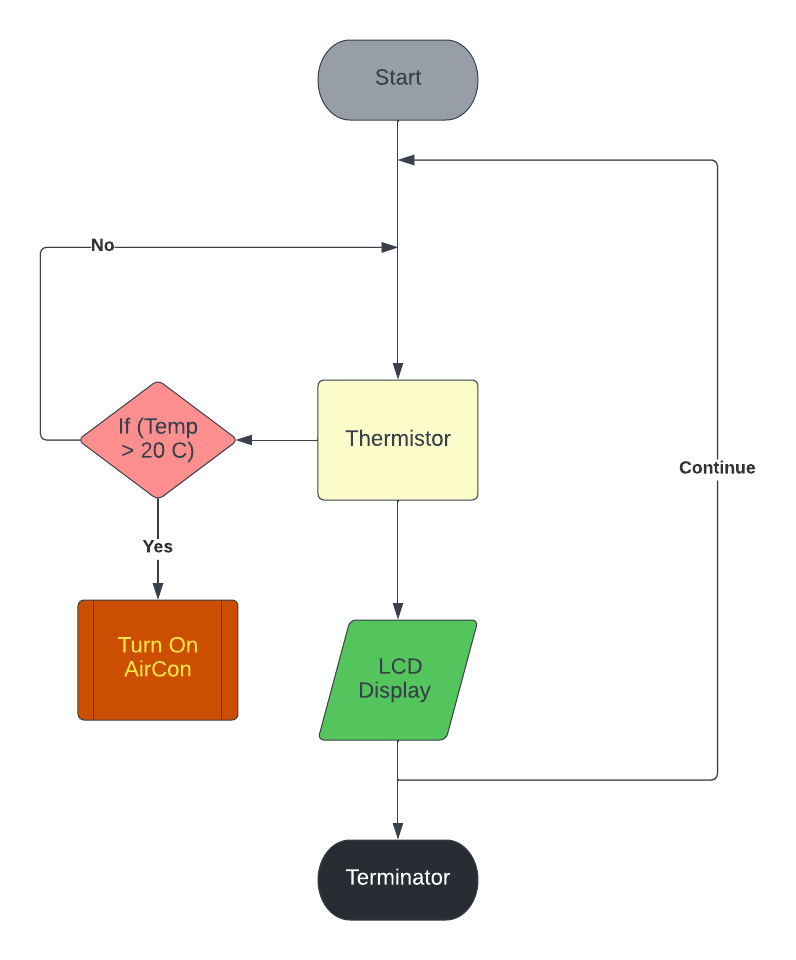 Start
No
If (Temp
> 20 C)
Thermistor
Continue
Yes
Turn On
AirCon
LCD
Display
Terminator